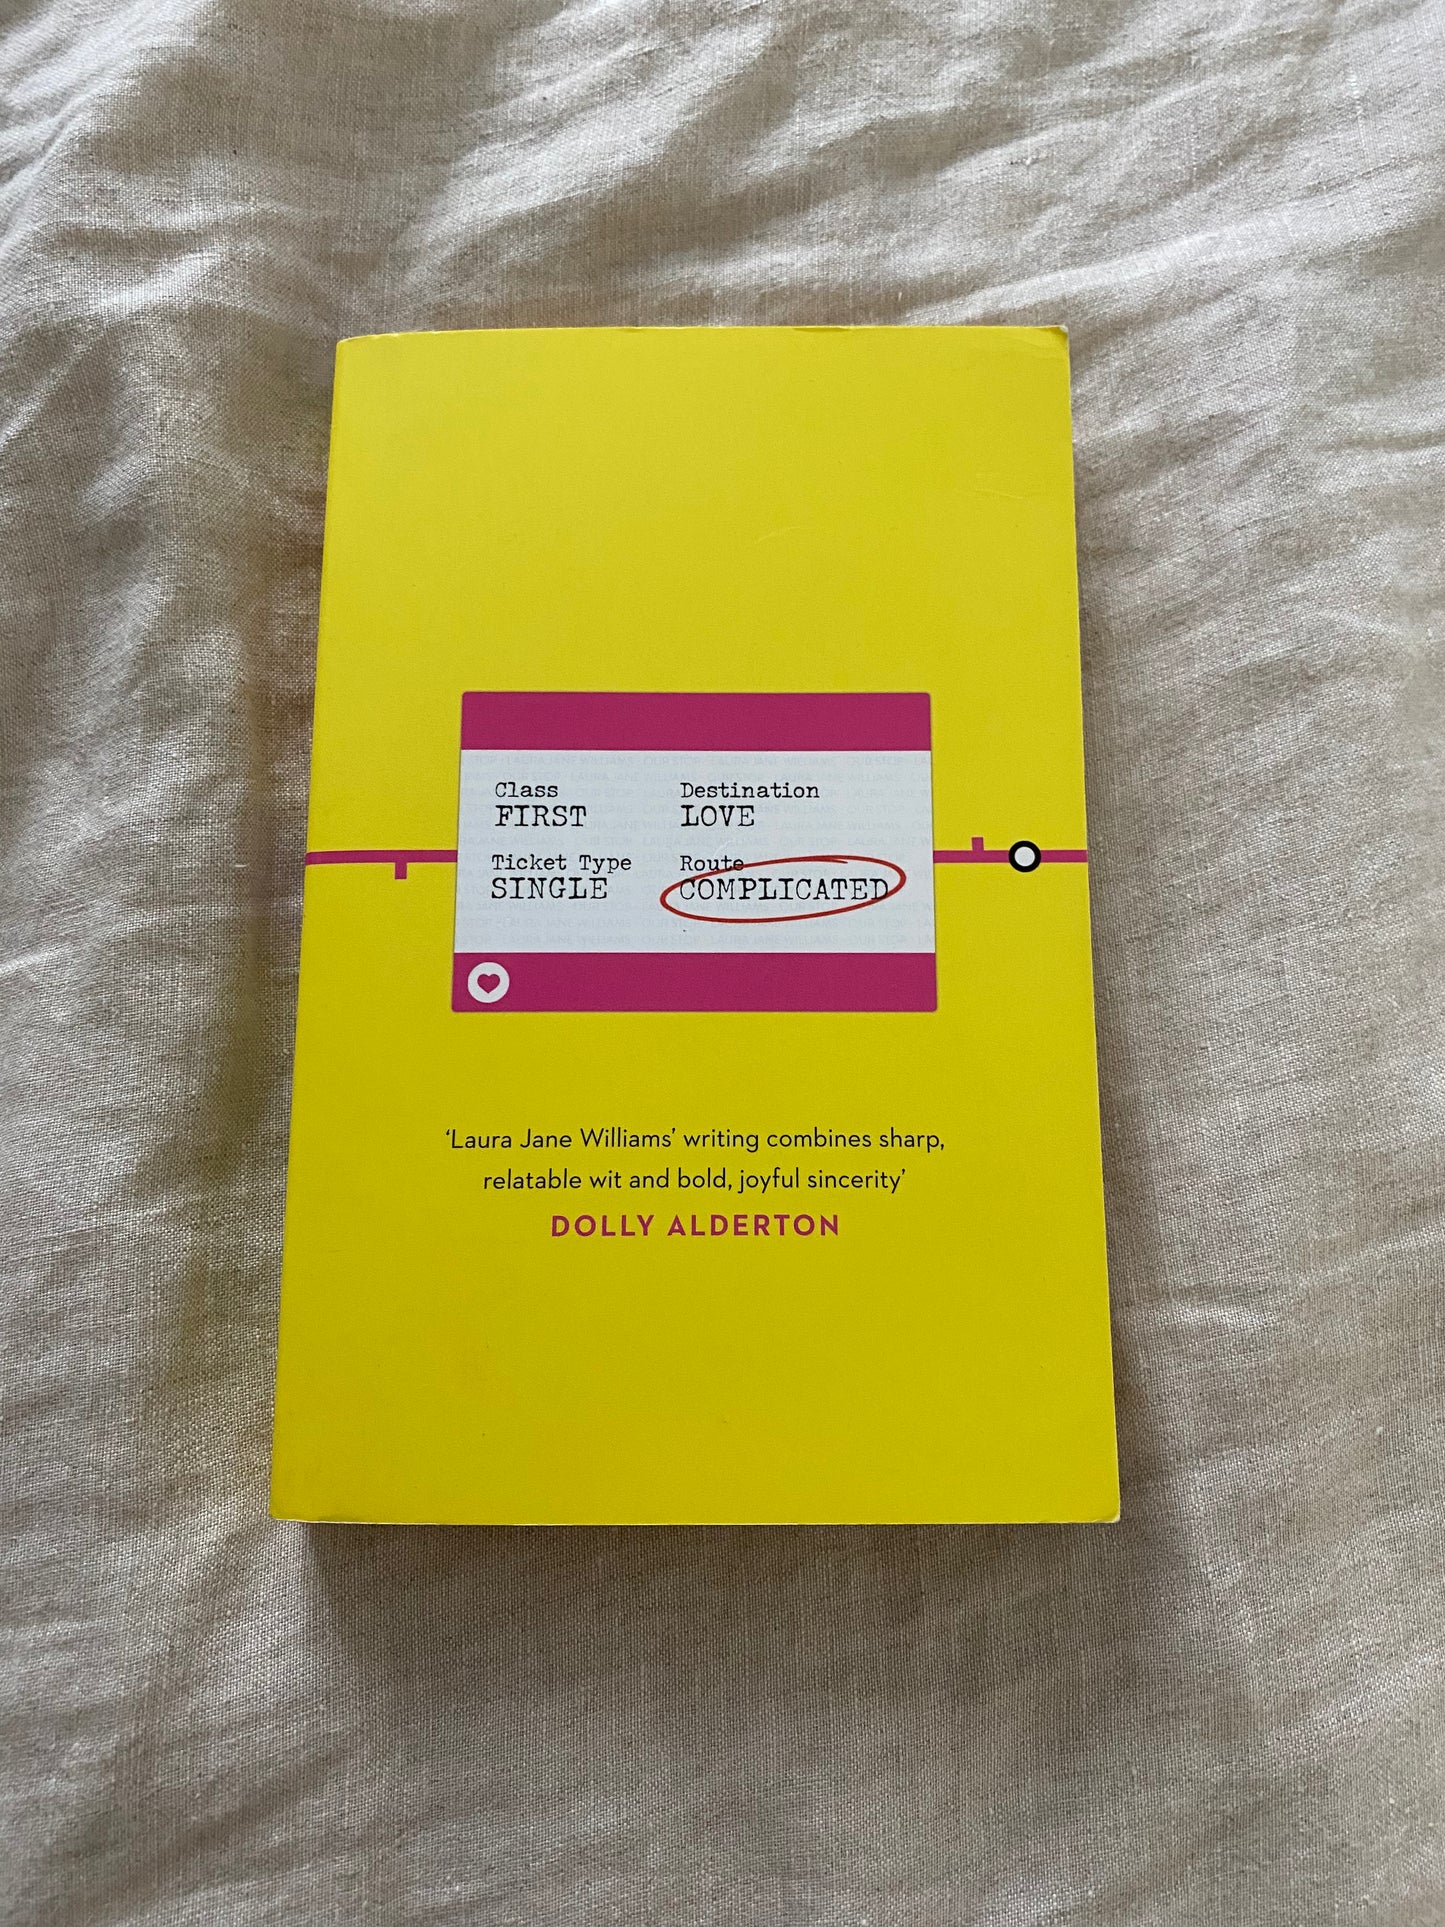 Class
FIRST
Destination
LOVE
Ticket Type
SINGLE
Route
COMPLICATED
‘Laura Jane Williams’ writing combines sharp,
relatable wit and bold, joyful sincerity’
DOLLY ALDERTON